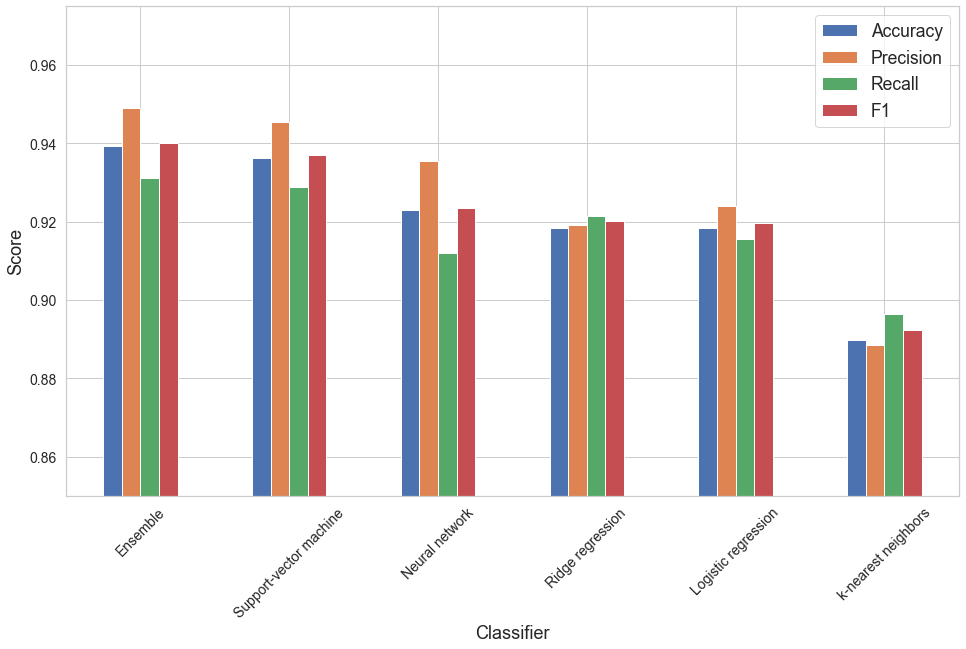 Accuracy
Precision
Recall
F1
0.96
0.94
0.92
0.90
0.88
0.86
Score
Ensemble
Support-vector machine
Neural network
Ridge regression
Logistic regression
k-nearest neighbors
Classifier